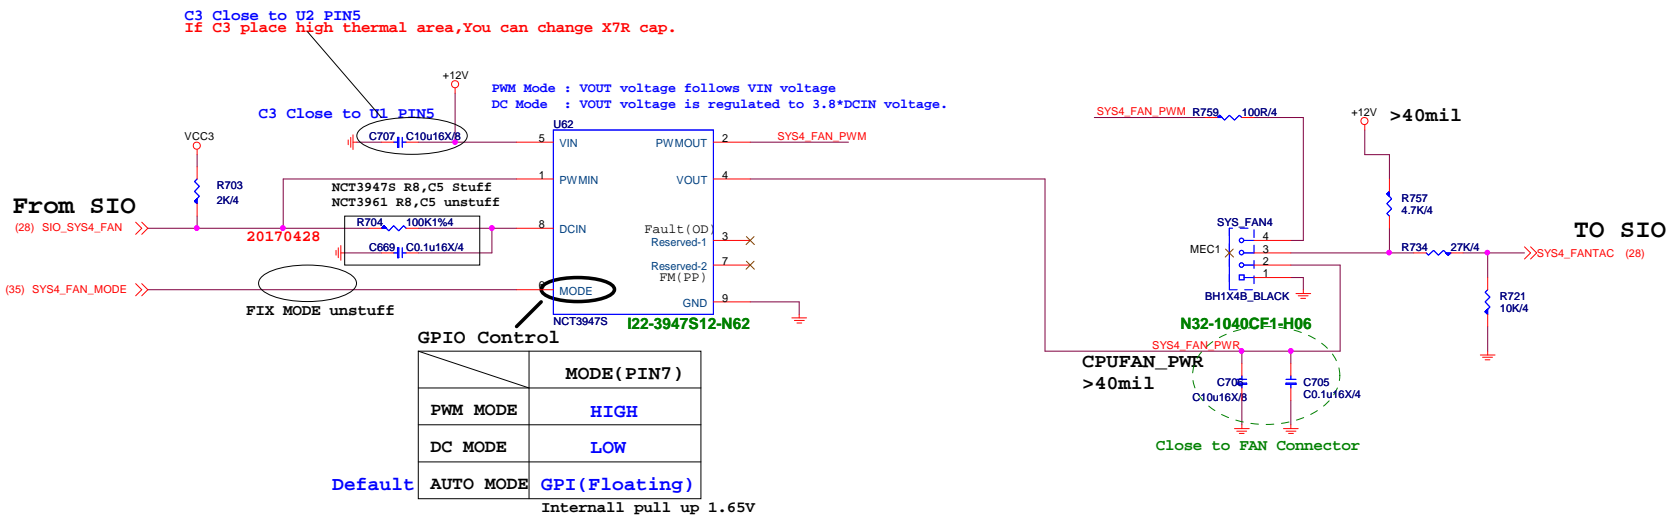 C3 Close to U2 PIN5
If C3 place high thermal area,You can change X7R cap.
+12V
PWM Mode : VOUT voltage follows VIN voltage
DC Mode : VOUT voltage is regulated to 3.8*DCIN voltage.
C3 Close to U1 PIN5
C707 C10u16X/8
VCC3
R703
2K/4
NCT3947S R8,C5 Stuff
NCT3961 R8,C5 unstuff
R704 100K1%4
C669 C0.1u16X/4
From SIO
(28) SIO_SYS4_FAN
20170428
(35) SYS4_FAN_MODE
FIX MODE unstuff
U62
5 VIN
1 PWMIN
8 DCIN
MODE
PWMOUT 2
VOUT 4
Fault(OD)
Reserved-1 3
Reserved-2 7
FM(PP)
GND 9
NCT3947S
I22-3947S12-N62
SYS4_FAN_PWM
GPIO Control
MODE(PIN7)
PWM MODE HIGH
DC MODE LOW
Default AUTO MODE GPI(Floating)
Internall pull up 1.65V
SYS4_FAN_PWM R759 100R/4
+12V >40mil
R757
4.7K/4
SYS_FAN4
4
3
2
1
MEC1
BH1X4B_BLACK
N32-1040CF1-H06
TO SIO
R734 27K/4
SYS4_FANTAC (28)
R721
10K/4
SYS4_FAN_PWR
CPUFAN_PWR
>40mil
C706
C10u16X/8
C705
C0.1u16X/4
Close to FAN Connector